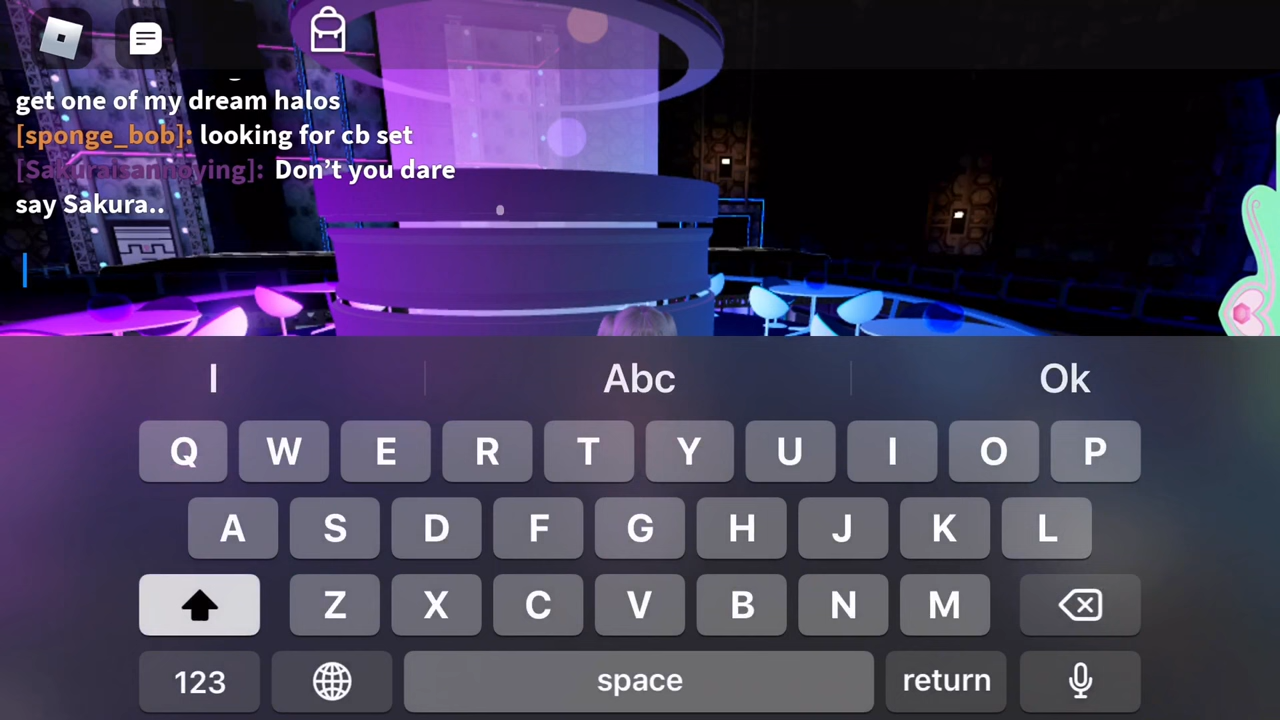 get one of my dream halos
[sponge_bob]: looking for cb set
[Sakuraisannoying]: Don’t you dare
say Sakura..
I Abc Ok
Q W E R T Y U I O P
A S D F G H J K L
Z X C V B N M
123 space return